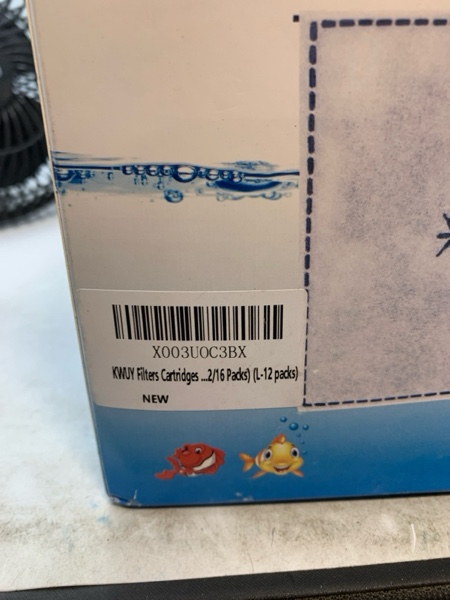 X003UOC3BX
KWUY Filters Cartridges ...2/16 Packs) (L-12 packs)
NEW